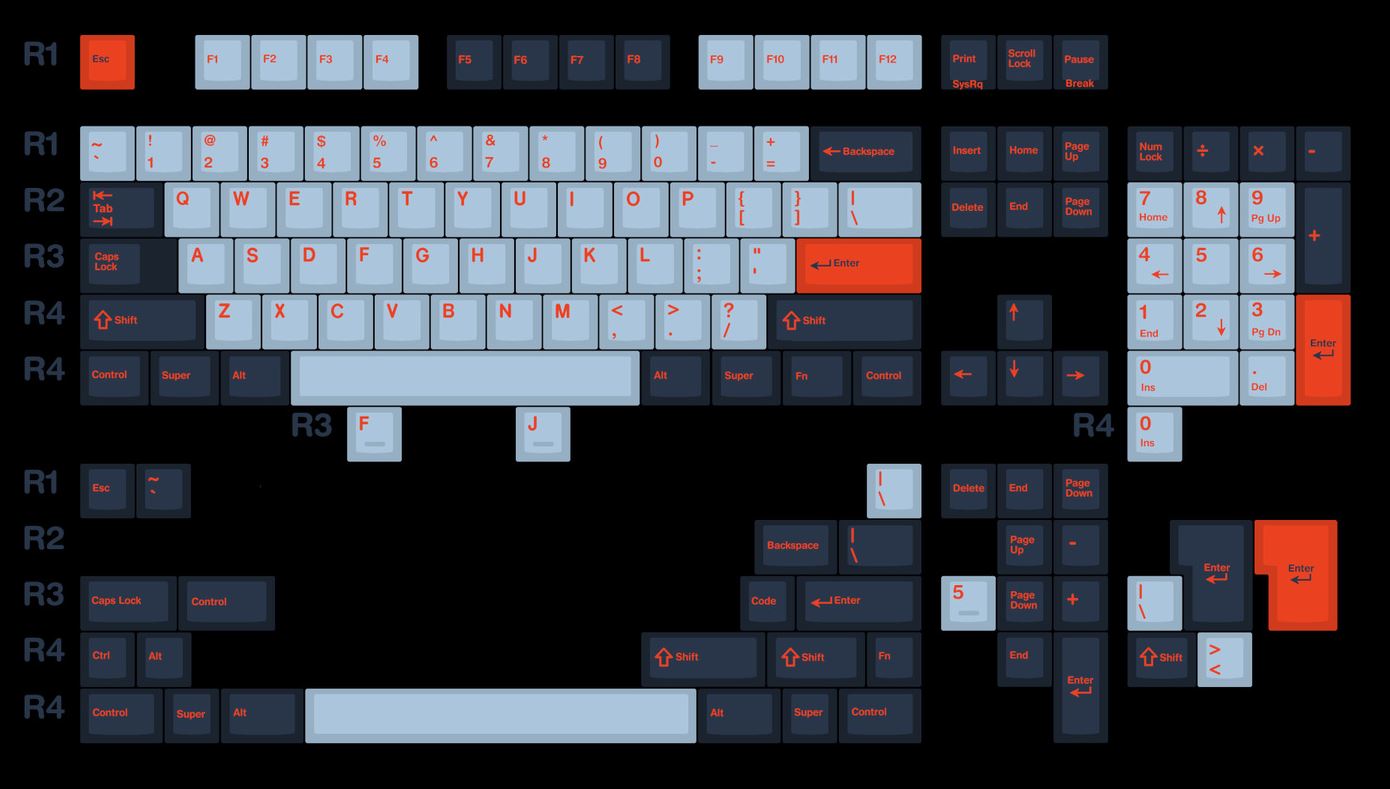 R1 Esc F1 F2 F3 F4 F5 F6 F7 F8 F9 F10 F11 F12 Print Scroll Pause
Lock
SysRq Break
R1 ~ ! @ # $ % ^ & * ( ) _ + ← Backspace Insert Home Page Num ÷ × -
` 1 2 3 4 5 6 7 8 9 0 - = Up Lock
R2 ⇤ Q W E R T Y U I O P { } | Delete End Page 7 8 ↑ 9 +
Tab [ ] \ Down Home Pg Up
⇥
R3 Caps A S D F G H J K L : " ↵ Enter 4 ← 5 6 →
Lock ; '
R4 ⇧ Shift Z X C V B N M < > ? ⇧ Shift ↑ 1 2 ↓ 3 Enter
, . / End Pg Dn ↵
R4 Control Super Alt Alt Super Fn Control ← ↓ → 0 .
Ins Del
R3 F J R4 0
Ins
R1 Esc ~ | Delete End Page
` \ Down
R2 Backspace | Page - Enter Enter
\ Up ↵ ↵
R3 Caps Lock Control Code ↵ Enter 5 Page + |
Down \
R4 Ctrl Alt ⇧ Shift ⇧ Shift Fn End Enter ⇧ Shift >
↵ <
R4 Control Super Alt Alt Super Control